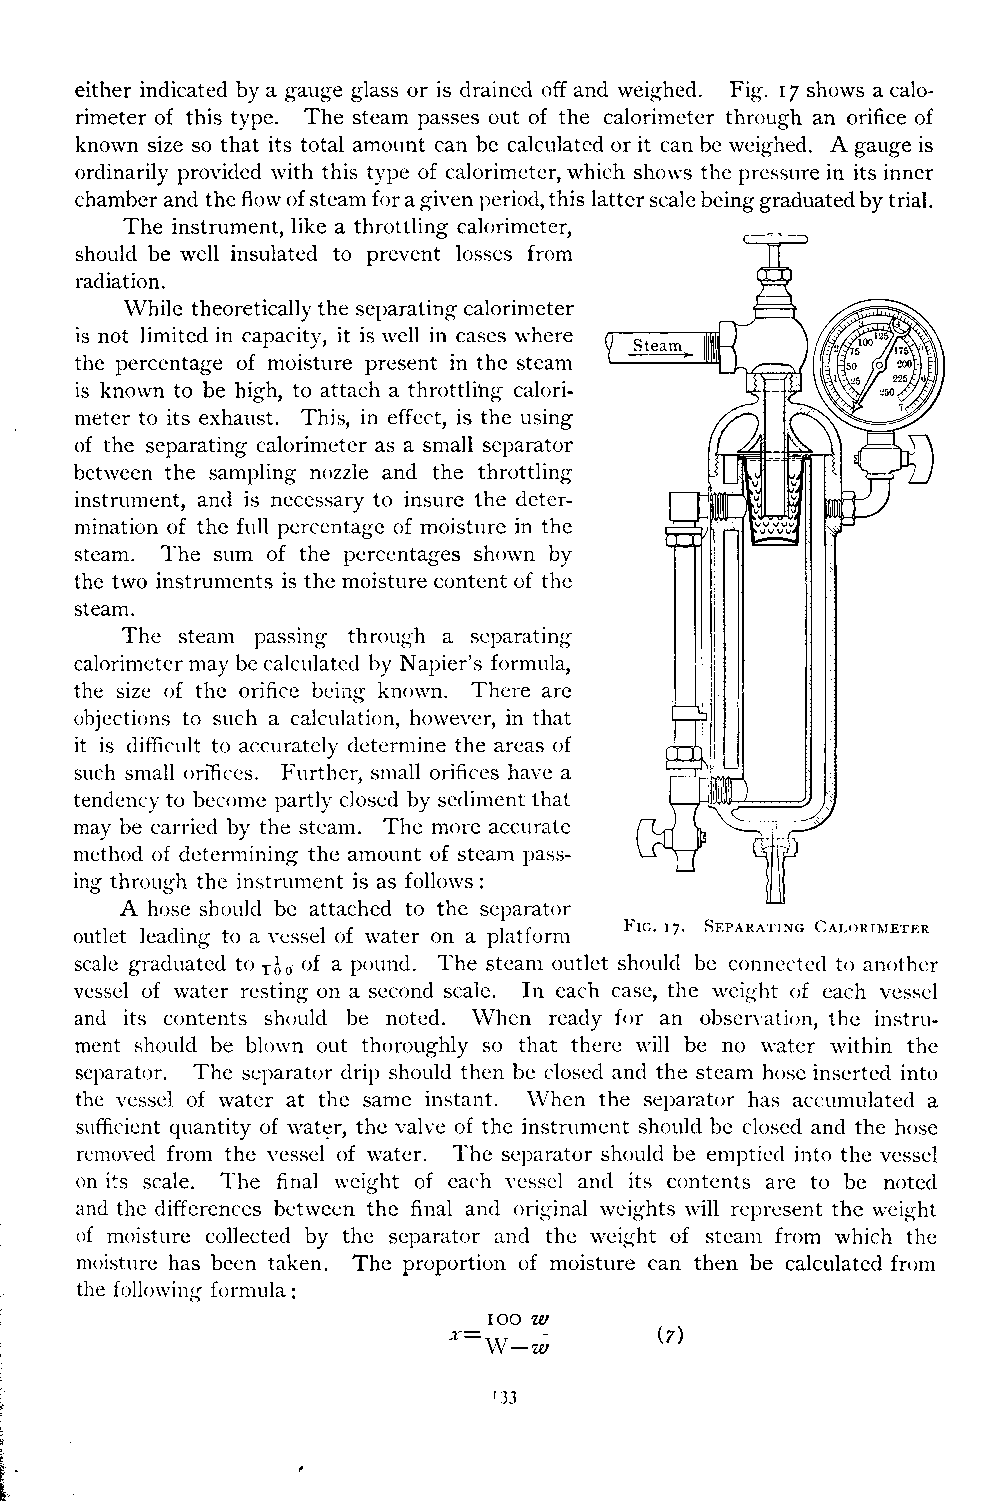 either indicated by a gauge glass or is drained off and weighed. Fig. 17 shows a calo-
rimeter of this type. The steam passes out of the calorimeter through an orifice of
known size so that its total amount can be calculated or it can be weighed. A gauge is
ordinarily provided with this type of calorimeter, which shows the pressure in its inner
chamber and the flow of steam for a given period, this latter scale being graduated by trial.
The instrument, like a throttling calorimeter,
should be well insulated to prevent losses from
radiation.
While theoretically the separating calorimeter
is not limited in capacity, it is well in cases where
the percentage of moisture present in the steam
is known to be high, to attach a throttling calori-
meter to its exhaust. This, in effect, is the using
of the separating calorimeter as a small separator
between the sampling nozzle and the throttling
instrument, and is necessary to insure the deter-
mination of the full percentage of moisture in the
steam. The sum of the percentages shown by
the two instruments is the moisture content of the
steam.
The steam passing through a separating
calorimeter may be calculated by Napier's formula,
the size of the orifice being known. There are
objections to such a calculation, however, in that
it is difficult to accurately determine the areas of
such small orifices. Further, small orifices have a
tendency to become partly closed by sediment that
may be carried by the steam. The more accurate
method of determining the amount of steam pass-
ing through the instrument is as follows:
A hose should be attached to the separator
outlet leading to a vessel of water on a platform
Steam
75 100 125
50 175
25 200
225
250
FIG. 17. SEPARATING CALORIMETER
scale graduated to 1/100 of a pound. The steam outlet should be connected to another
vessel of water resting on a second scale. In each case, the weight of each vessel
and its contents should be noted. When ready for an observation, the instru-
ment should be blown out thoroughly so that there will be no water within the
separator. The separator drip should then be closed and the steam hose inserted into
the vessel of water at the same instant. When the separator has accumulated a
sufficient quantity of water, the valve of the instrument should be closed and the hose
removed from the vessel of water. The separator should be emptied into the vessel
on its scale. The final weight of each vessel and its contents are to be noted
and the differences between the final and original weights will represent the weight
of moisture collected by the separator and the weight of steam from which the
moisture has been taken. The proportion of moisture can then be calculated from
the following formula:
100 w
x= (7)
W—w
133